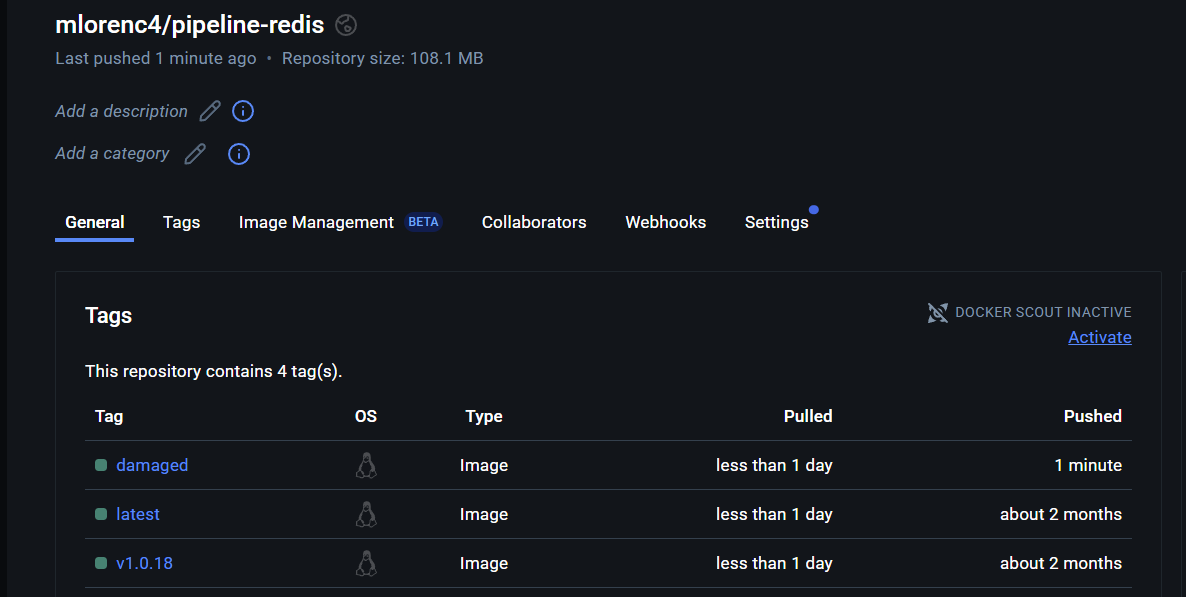 mlorenc4/pipeline-redis
Last pushed 1 minute ago • Repository size: 108.1 MB
Add a description
Add a category
General Tags Image Management BETA Collaborators Webhooks Settings
Tags
DOCKER SCOUT INACTIVE
Activate
This repository contains 4 tag(s).
Tag OS Type Pulled Pushed
damaged Image less than 1 day 1 minute
latest Image less than 1 day about 2 months
v1.0.18 Image less than 1 day about 2 months